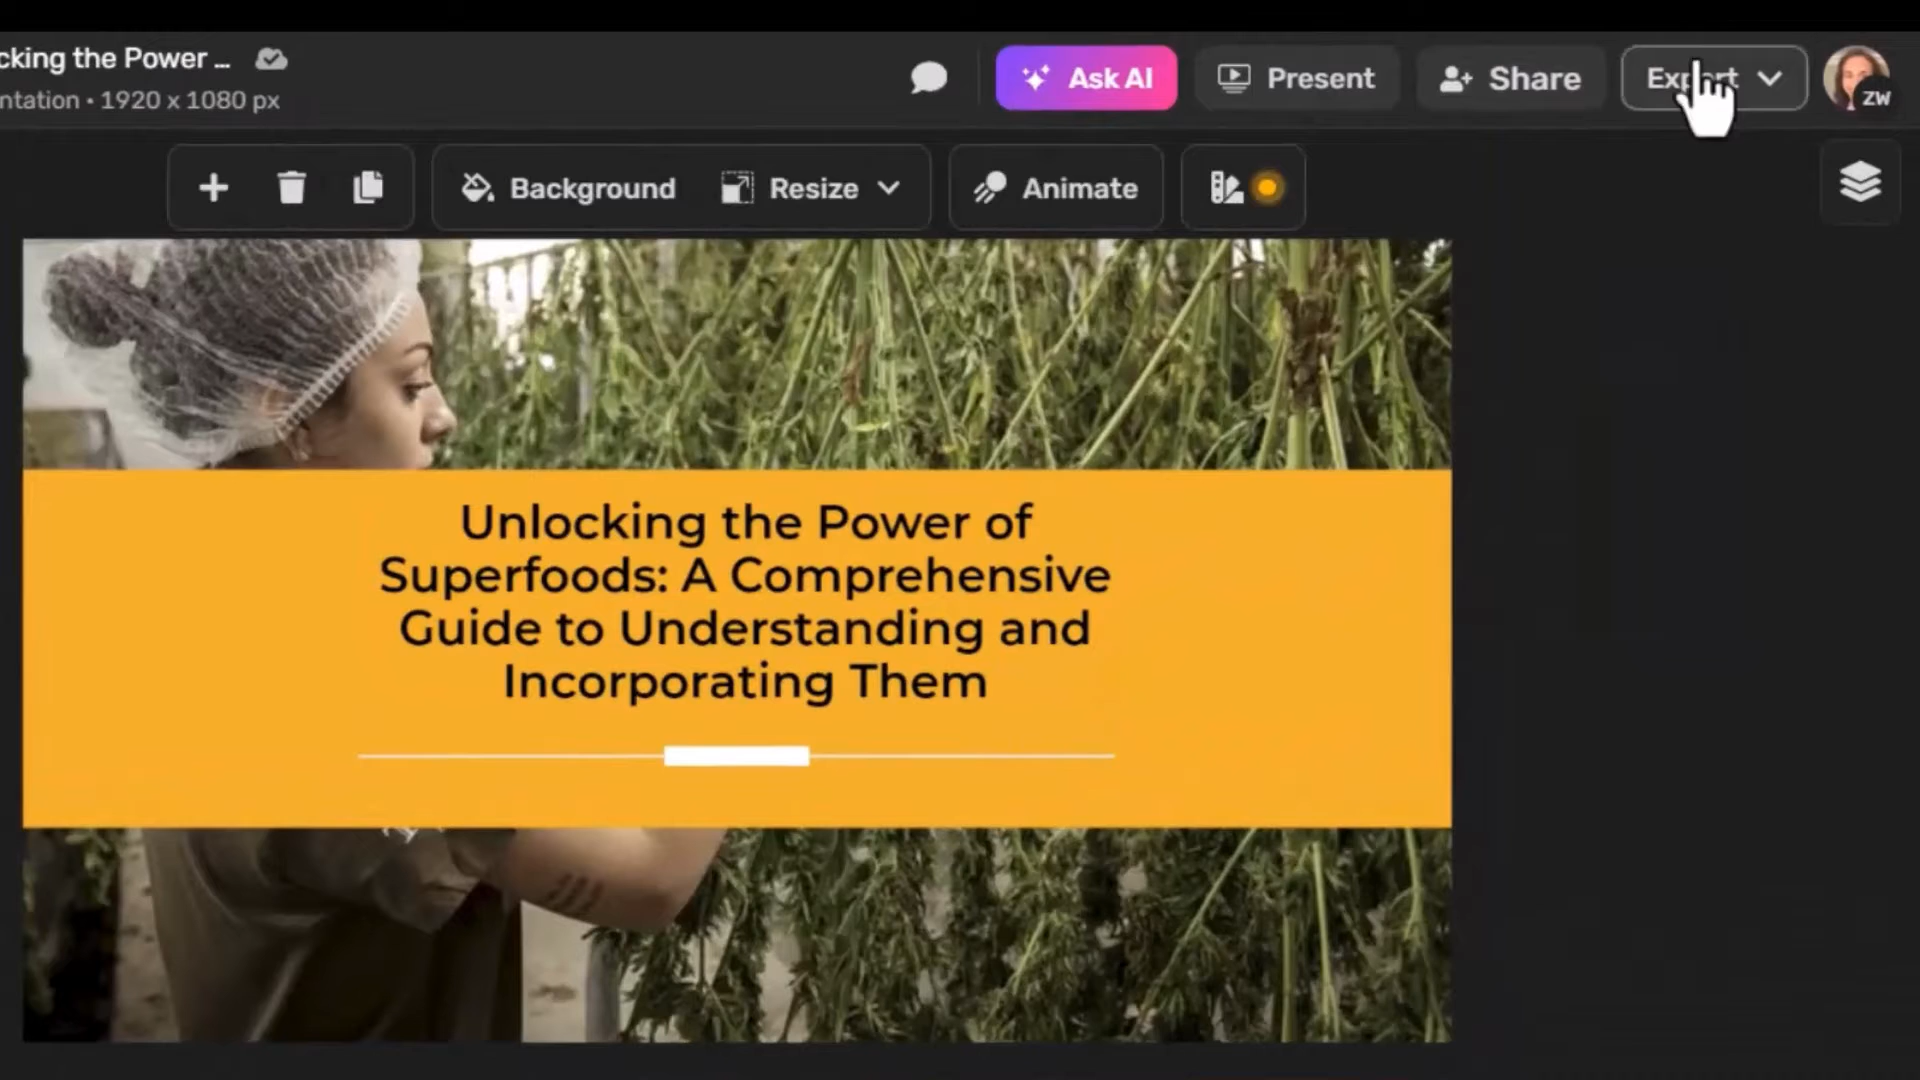 cking the Power ...
ntation • 1920 x 1080 px
Ask AI
Present
Share
Export
ZW
Background
Resize
Animate
Unlocking the Power of
Superfoods: A Comprehensive
Guide to Understanding and
Incorporating Them